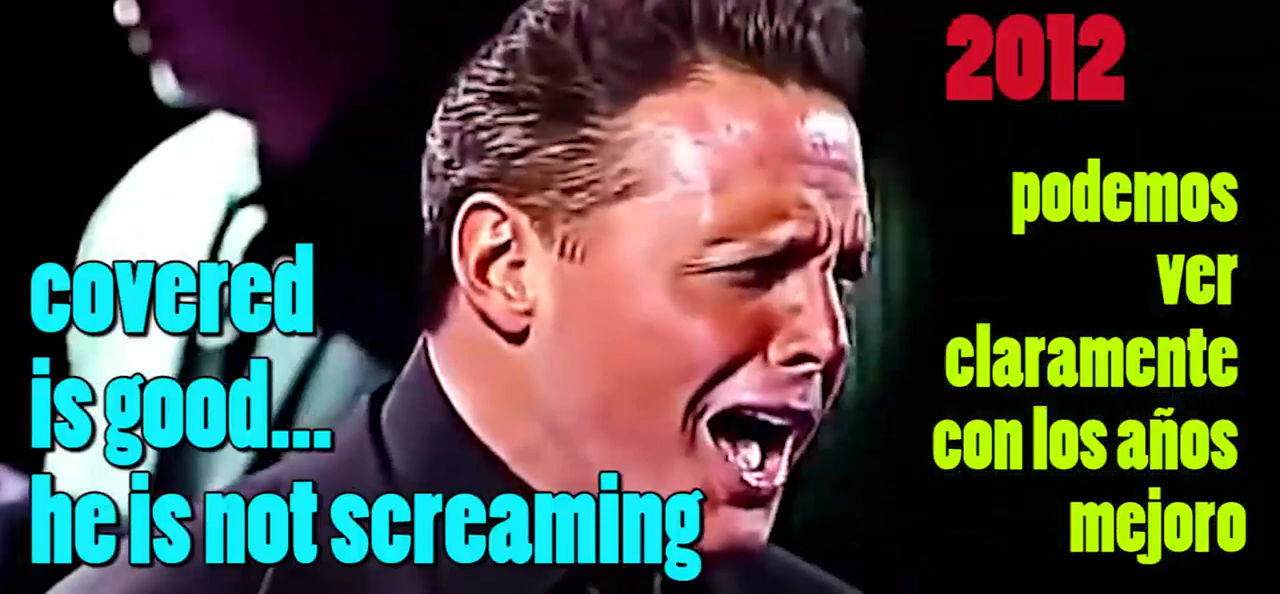 covered
is good...
he is not screaming
2012
podemos
ver
claramente
con los años
mejoro